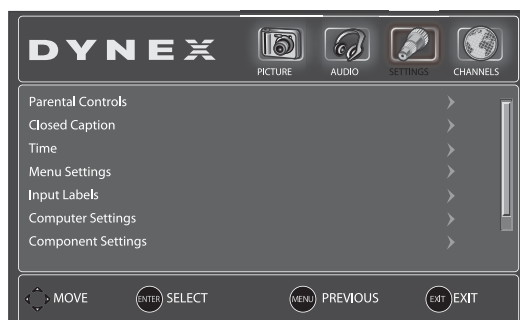 DYNEX
PICTURE AUDIO SETTINGS CHANNELS
Parental Controls
Closed Caption
Time
Menu Settings
Input Labels
Computer Settings
Component Settings
MOVE ENTER SELECT MENU PREVIOUS EXIT EXIT